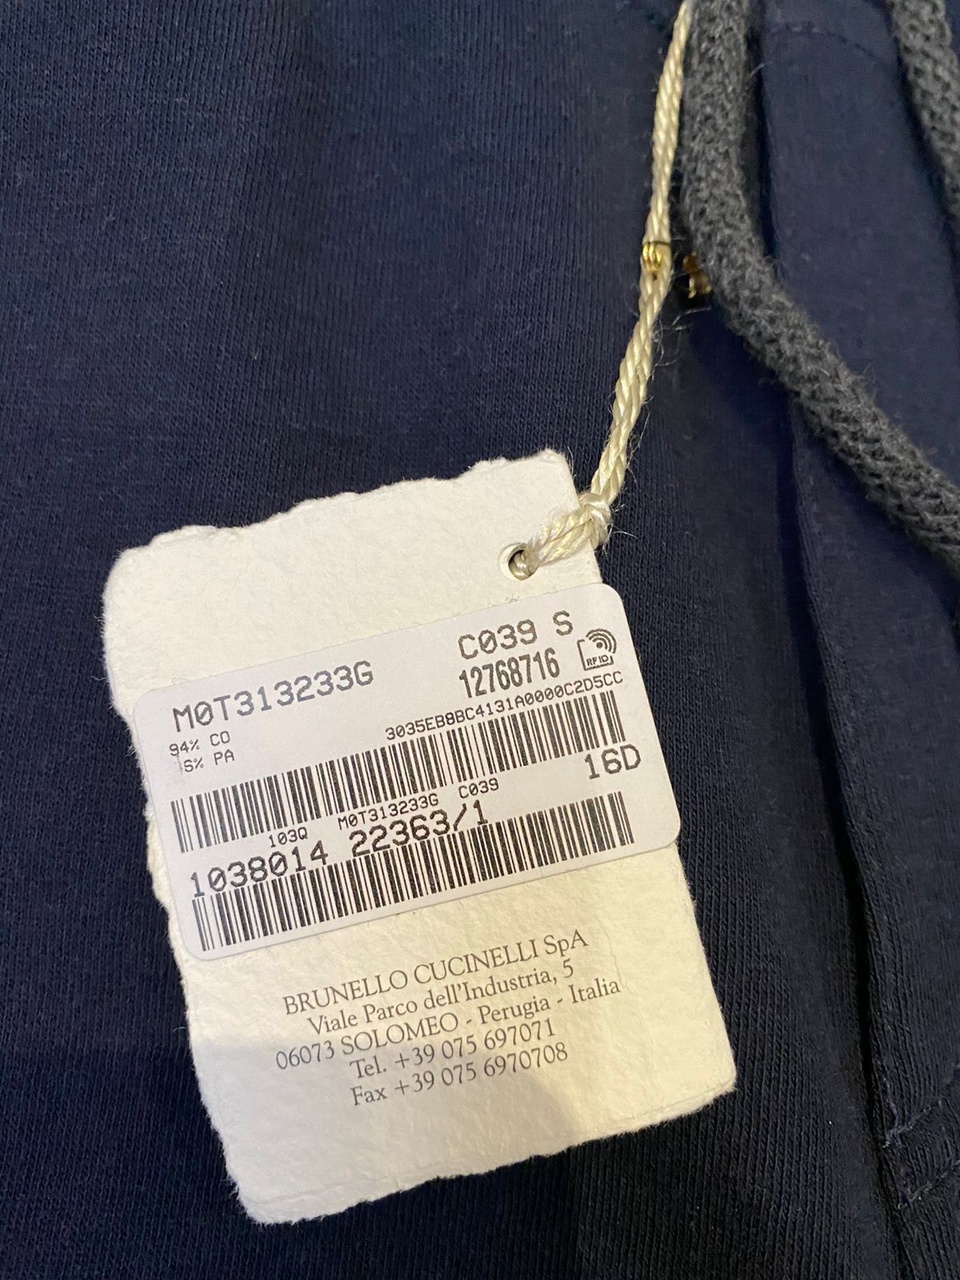 C039 S
M0T313233G
12768716
RFID
94% CO
3035EB8BC4131A0000C2D5CC
6% PA
16D
103Q M0T313233G C039
1038014 22363/1
BRUNELLO CUCINELLI SpA
Viale Parco dell'Industria, 5
06073 SOLOMEO - Perugia - Italia
Tel. +39 075 697071
Fax +39 075 6970708